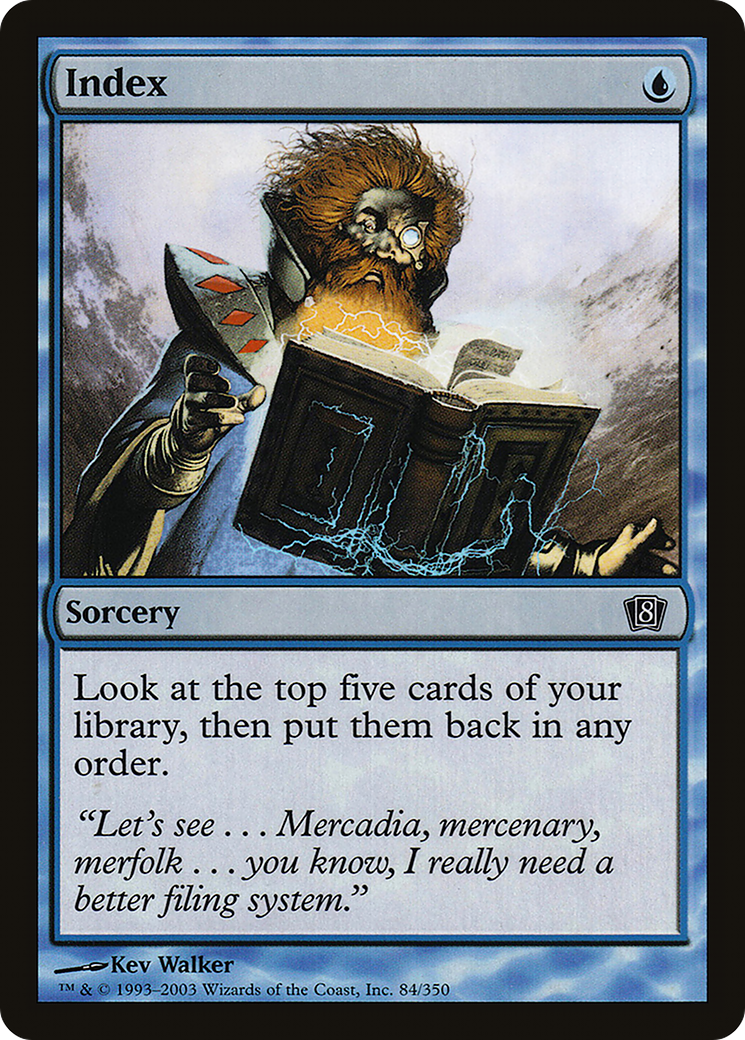 Index
Sorcery
8
Look at the top five cards of your
library, then put them back in any
order.
“Let’s see . . . Mercadia, mercenary,
merfolk . . . you know, I really need a
better filing system.”
Kev Walker
™ & © 1993–2003 Wizards of the Coast, Inc. 84/350